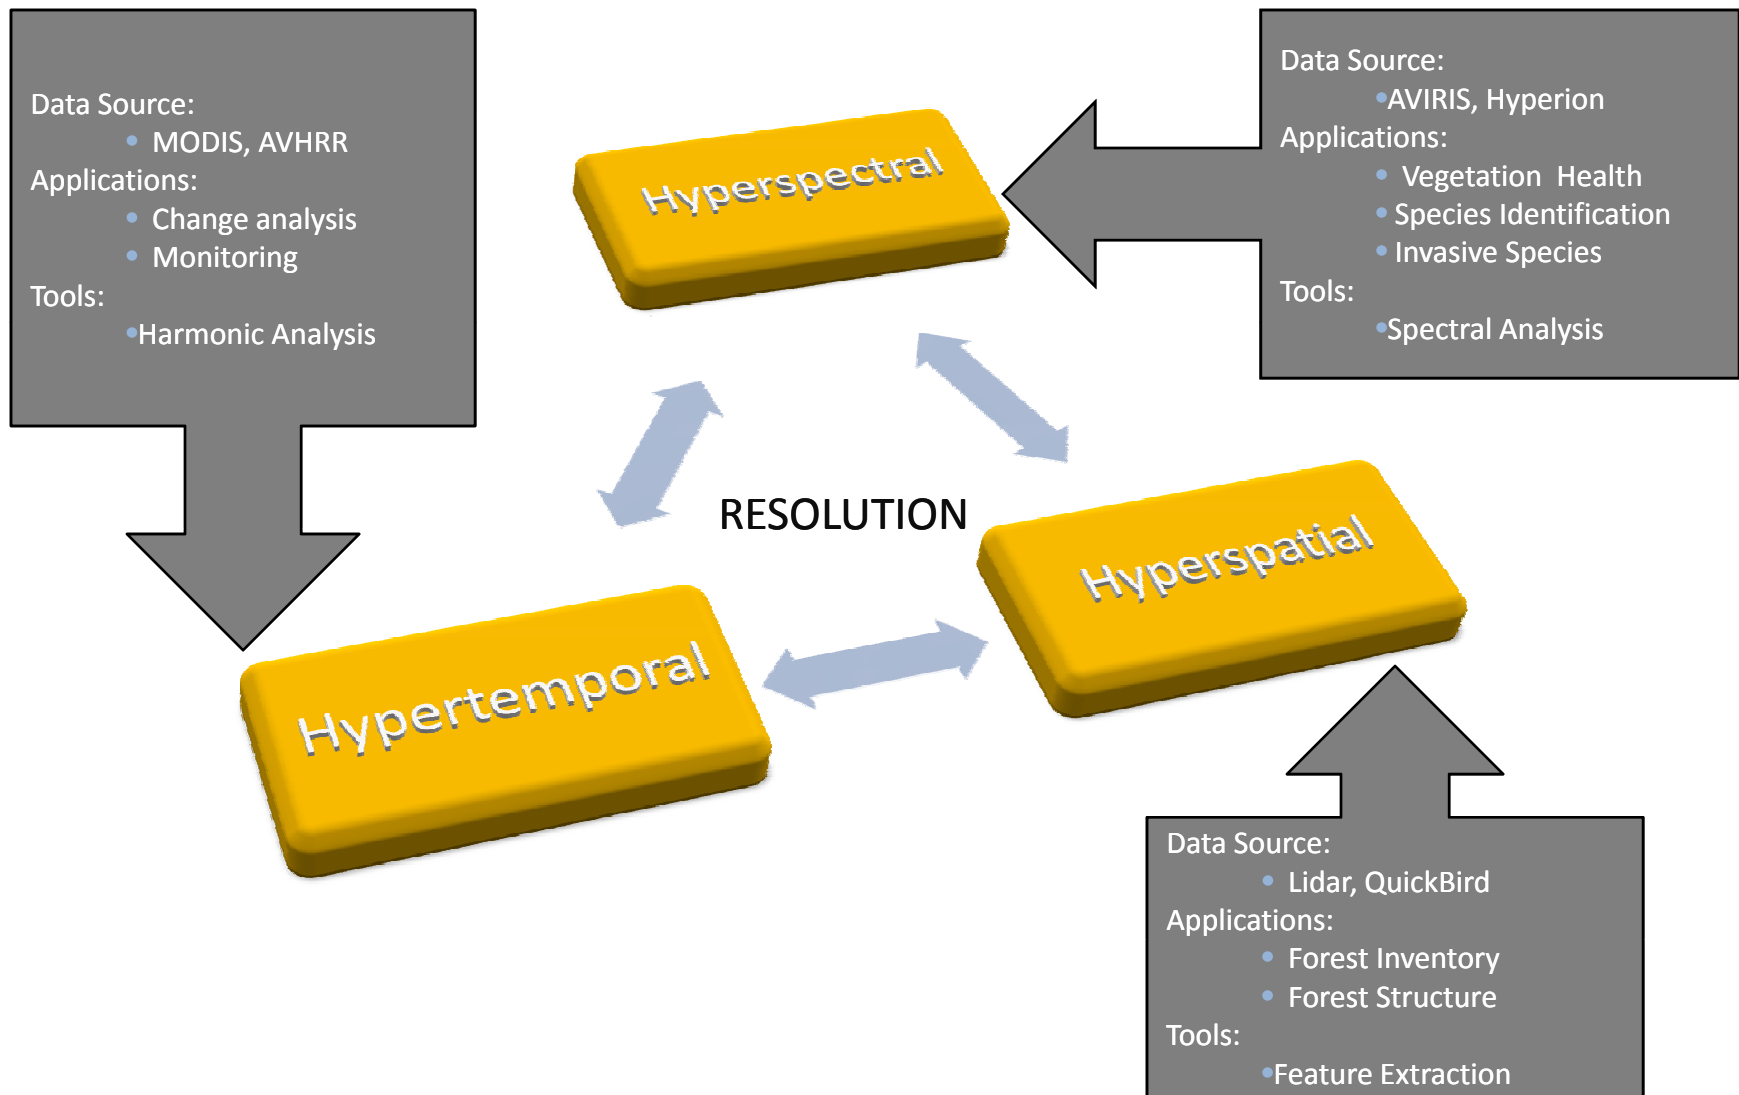 Data Source:
• MODIS, AVHRR
Applications:
• Change analysis
• Monitoring
Tools:
•Harmonic Analysis
Data Source:
•AVIRIS, Hyperion
Applications:
• Vegetation Health
• Species Identification
• Invasive Species
Tools:
•Spectral Analysis
Hyperspectral
RESOLUTION
Hyperspatial
Hypertemporal
Data Source:
• Lidar, QuickBird
Applications:
• Forest Inventory
• Forest Structure
Tools:
•Feature Extraction